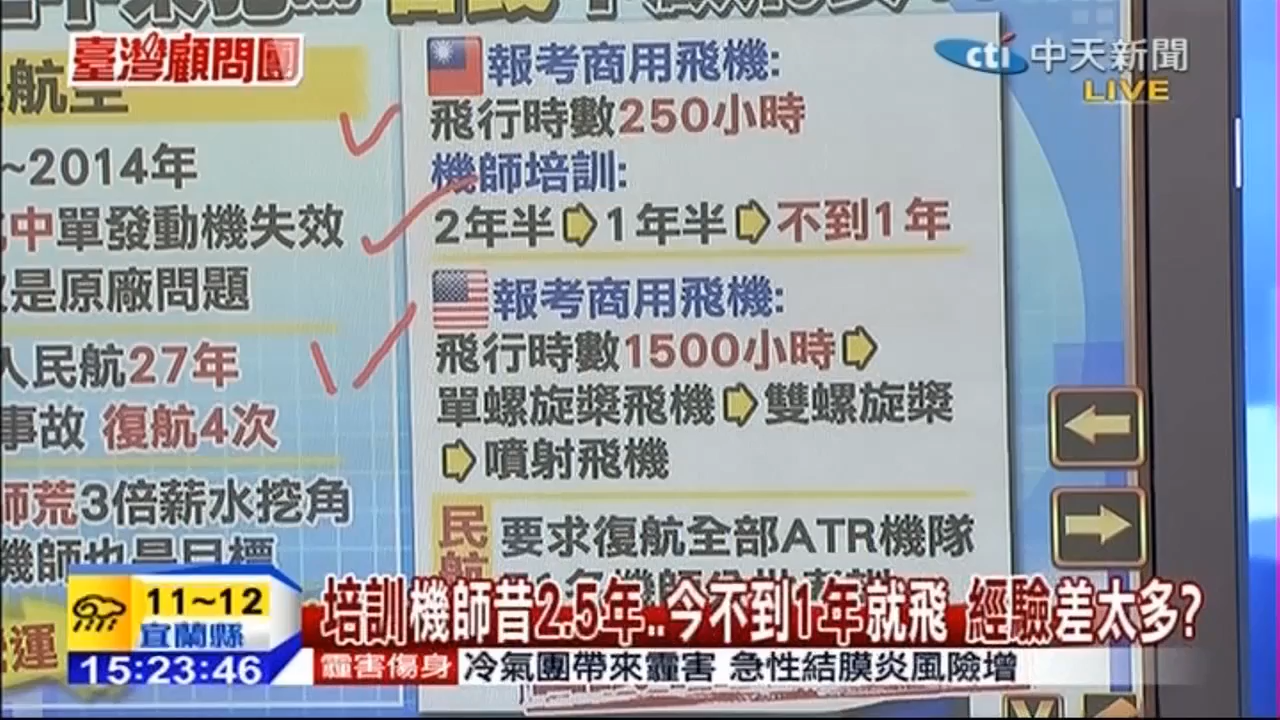 臺灣顧問團
cti 中天新聞
LIVE
航空
~2014年
中單發動機失效
是原廠問題
人民航27年
事故 復航4次
師荒3倍薪水挖角
機師也是目標
運
報考商用飛機:
飛行時數250小時
機師培訓:
2年半 1年半 不到1年
報考商用飛機:
飛行時數1500小時
單螺旋槳飛機 雙螺旋槳
噴射飛機
民航
要求復航全部ATR機隊
11~12
宜蘭縣
15:23:46
培訓機師昔2.5年..今不到1年就飛 經驗差太多?
霾害傷身
冷氣團帶來霾害 急性結膜炎風險增